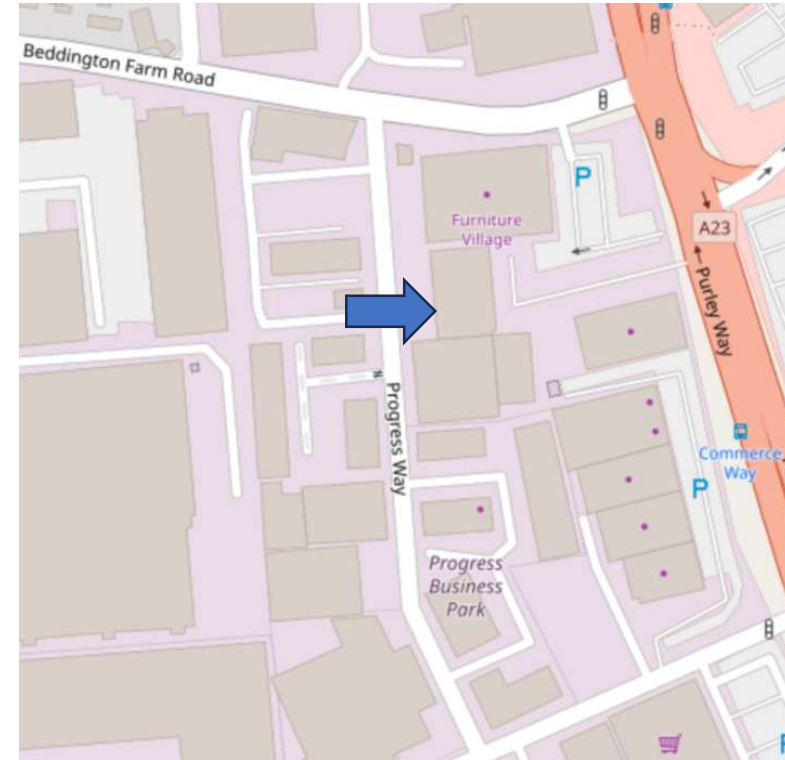 Beddington Farm Road
P
Furniture
Village
A23
Purley Way
Progress Way
Commerce
Way
P
Progress
Business
Park
P